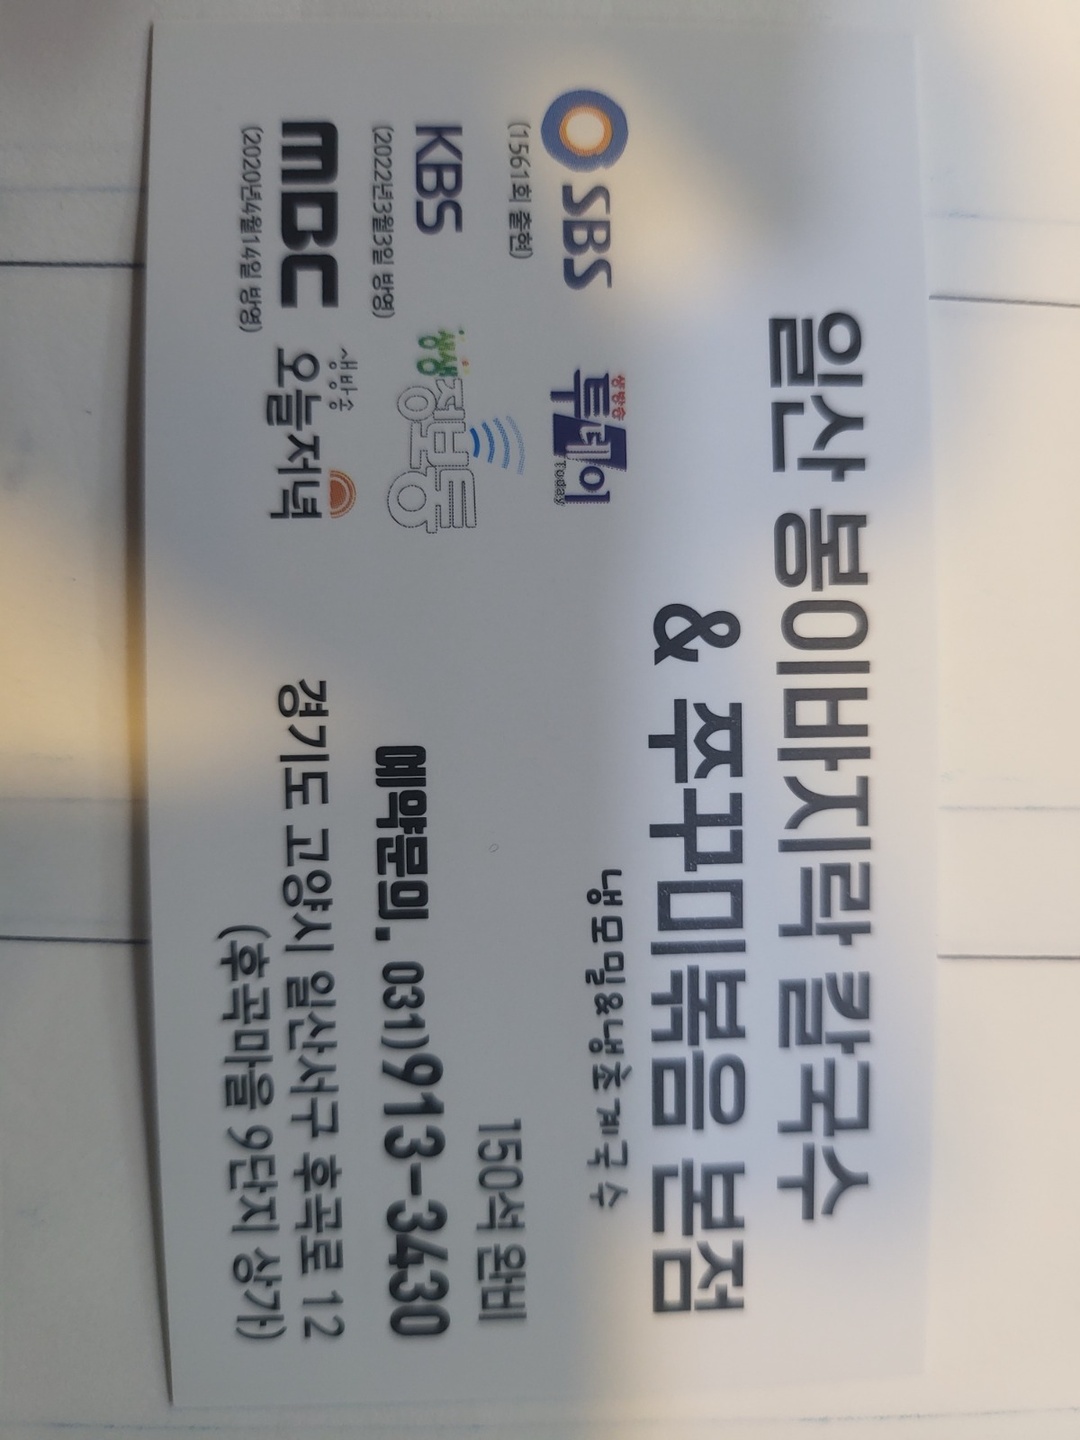 일산 봉이바지락 칼국수
& 쭈꾸미볶음 본점
냉모밀&냉초계국수
SBS 생방송 투데이 Today
(1561회 출현)
KBS 생생 정보통
(2022년3월3일 방영)
MBC 생방송 오늘저녁
(2020년4월14일 방영)
150석 완비
예약문의. 031)913-3430
경기도 고양시 일산서구 후곡로 12
(후곡마을 9단지 상가)